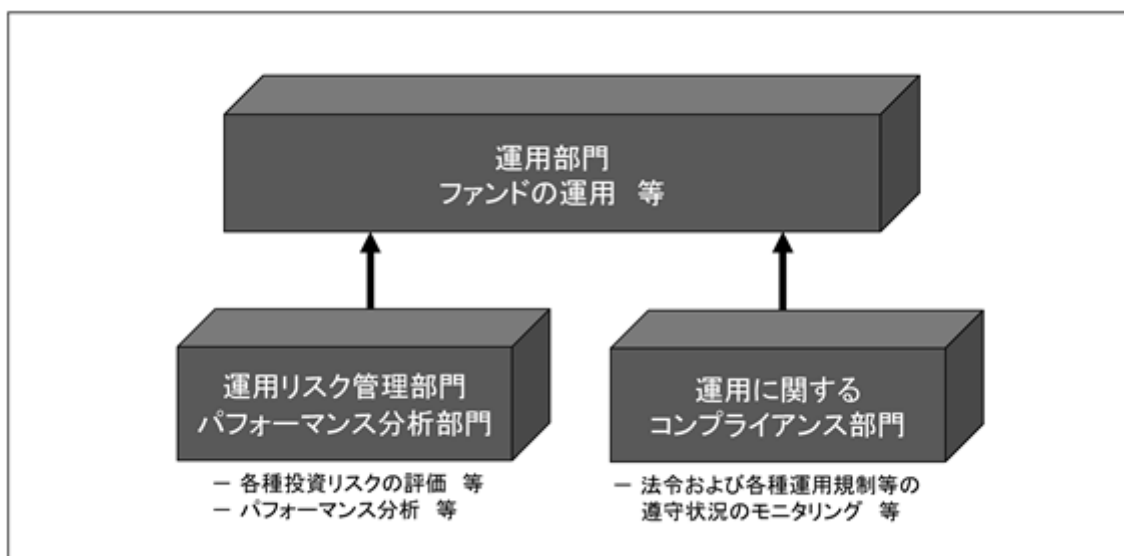 運用部門
ファンドの運用　等
運用リスク管理部門
パフォーマンス分析部門
運用に関する
コンプライアンス部門
－ 各種投資リスクの評価　等
－ パフォーマンス分析　等
－ 法令および各種運用規制等の
遵守状況のモニタリング　等